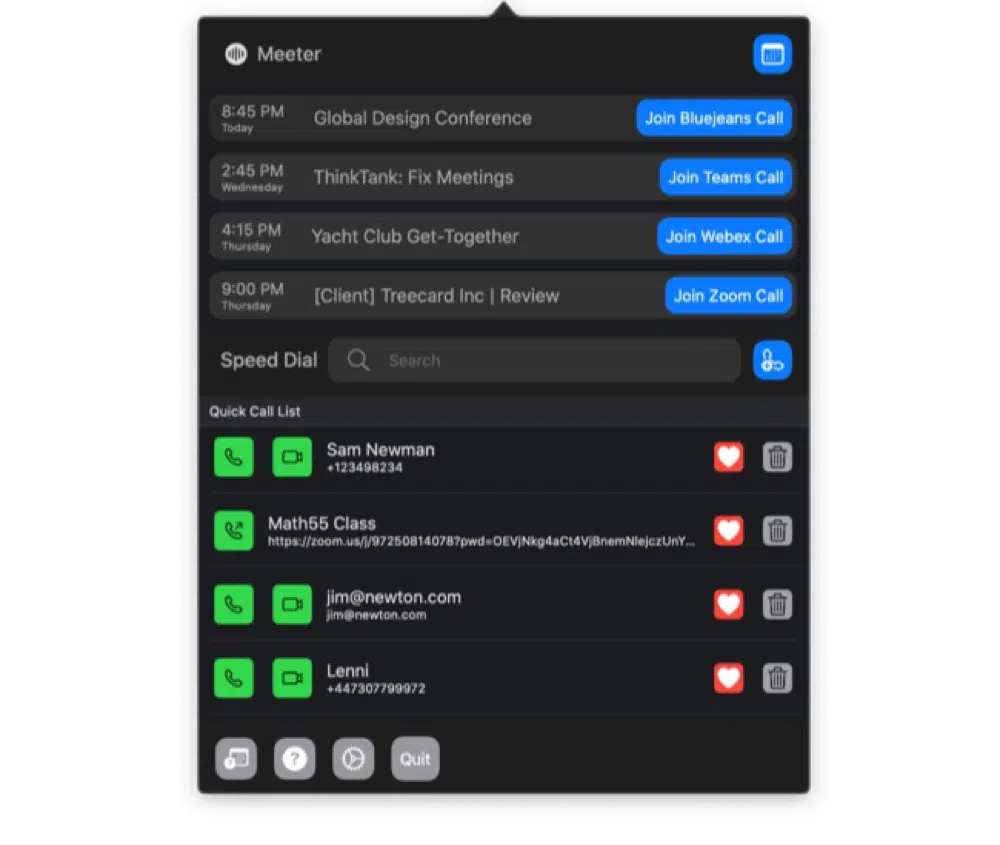 Meeter
8:45 PM
Today
Global Design Conference
Join Bluejeans Call
2:45 PM
Wednesday
ThinkTank: Fix Meetings
Join Teams Call
4:15 PM
Thursday
Yacht Club Get-Together
Join Webex Call
9:00 PM
Thursday
[Client] Treecard Inc | Review
Join Zoom Call
Speed Dial
Search
Quick Call List
Sam Newman
+123498234
Math55 Class
https://zoom.us/j/97250814078?pwd=OEVjNkg4aCt4VjBnemNlejczUnY...
jim@newton.com
jim@newton.com
Lenni
+447307799972
?
Quit